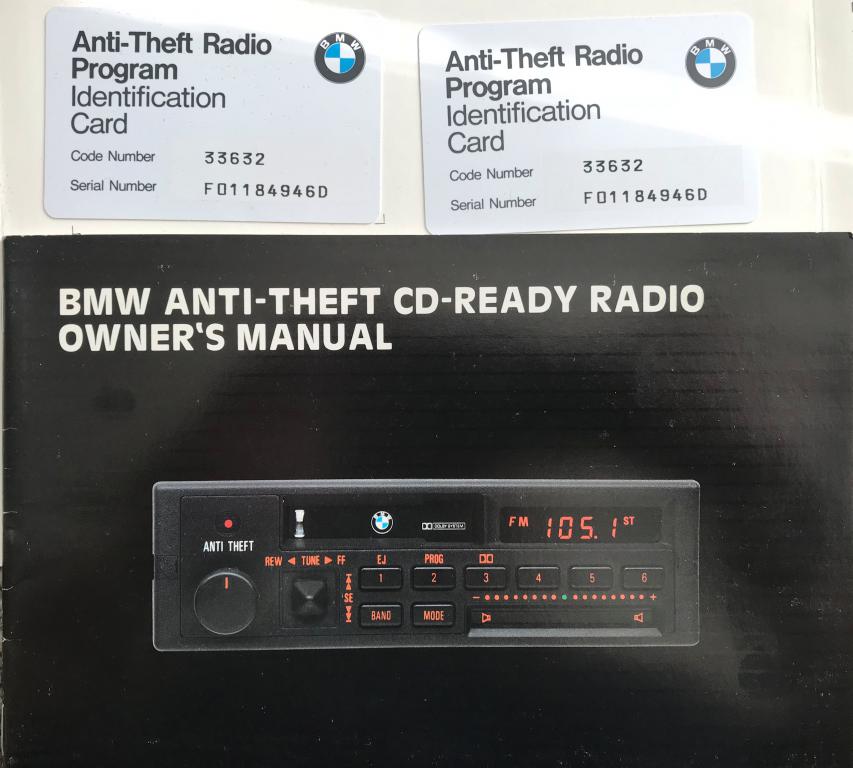 Anti-Theft Radio
Program
Identification
Card
Code Number 33632
Serial Number F01184946D
BMW
Anti-Theft Radio
Program
Identification
Card
Code Number 33632
Serial Number F01184946D
BMW
BMW ANTI-THEFT CD-READY RADIO
OWNER'S MANUAL
ANTI THEFT
DOLBY SYSTEM
FM 105.1 ST
REW ◄ TUNE ► FF
EJ PROG
1 2 3 4 5 6
SE
- +
BAND MODE